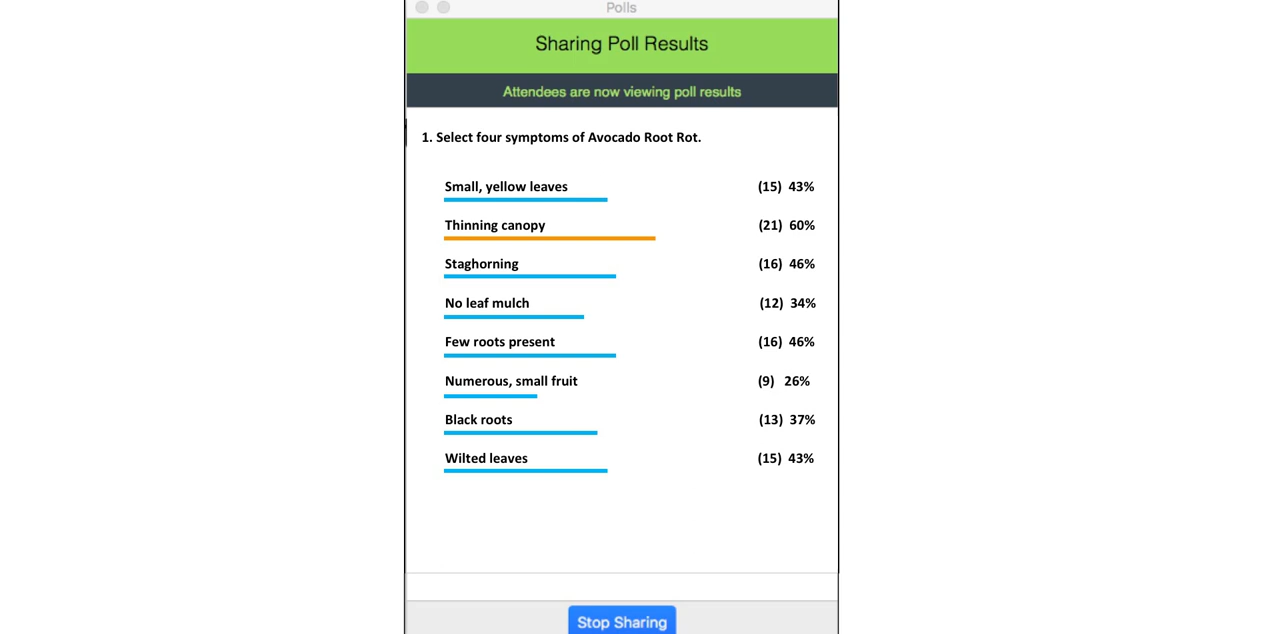 Polls
Sharing Poll Results
Attendees are now viewing poll results
1. Select four symptoms of Avocado Root Rot.
Small, yellow leaves (15) 43%
Thinning canopy (21) 60%
Staghorning (16) 46%
No leaf mulch (12) 34%
Few roots present (16) 46%
Numerous, small fruit (9) 26%
Black roots (13) 37%
Wilted leaves (15) 43%
Stop Sharing